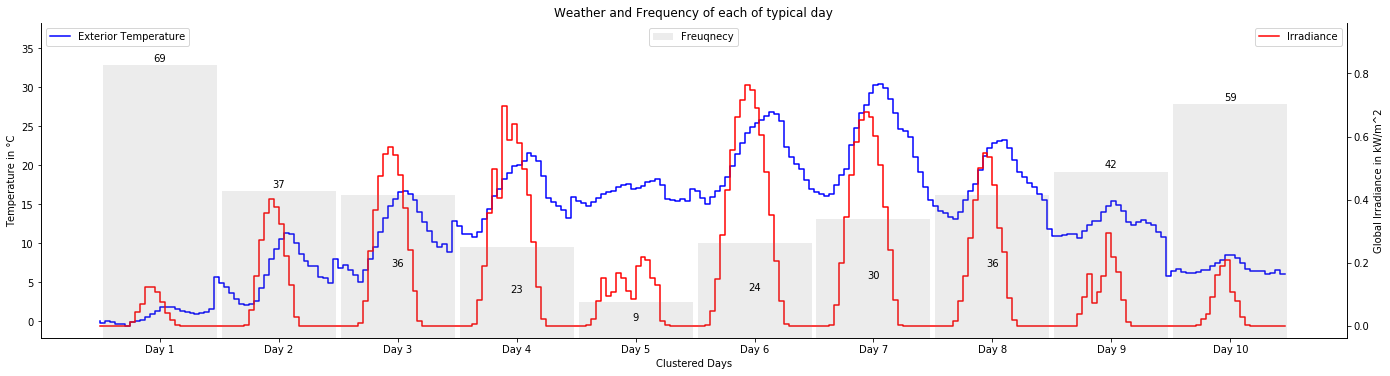 Weather and Frequency of each of typical day
Exterior Temperature
Freuqnecy
Irradiance
Temperature in °C
35
30
25
20
15
10
5
0
69
37
36
23
9
24
30
36
42
59
0.8
0.6
0.4
0.2
0.0
Global Irradiance in kW/m^2
Day 1 Day 2 Day 3 Day 4 Day 5 Day 6 Day 7 Day 8 Day 9 Day 10
Clustered Days